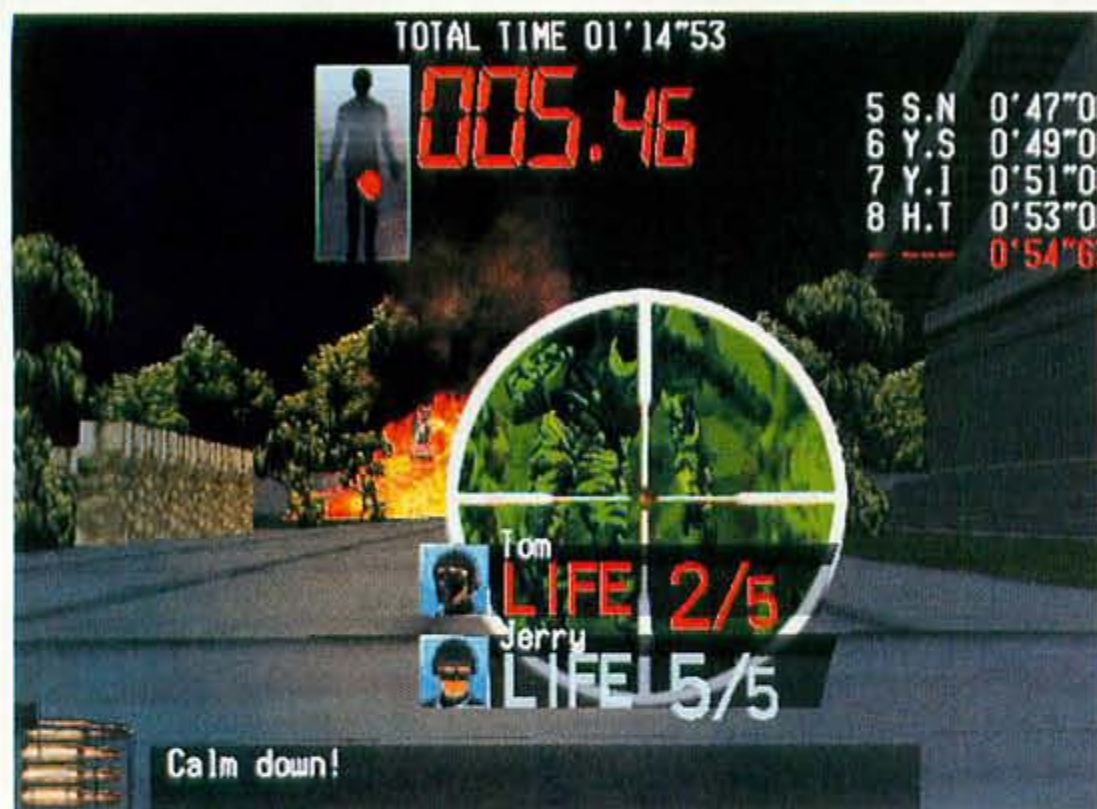 TOTAL TIME 01'14"53
005.46
5 S.N 0'47"0
6 Y.S 0'49"0
7 Y.I 0'51"0
8 H.T 0'53"0
- --- 0'54"6
Tom
LIFE 2/5
Jerry
LIFE 5/5
Calm down!